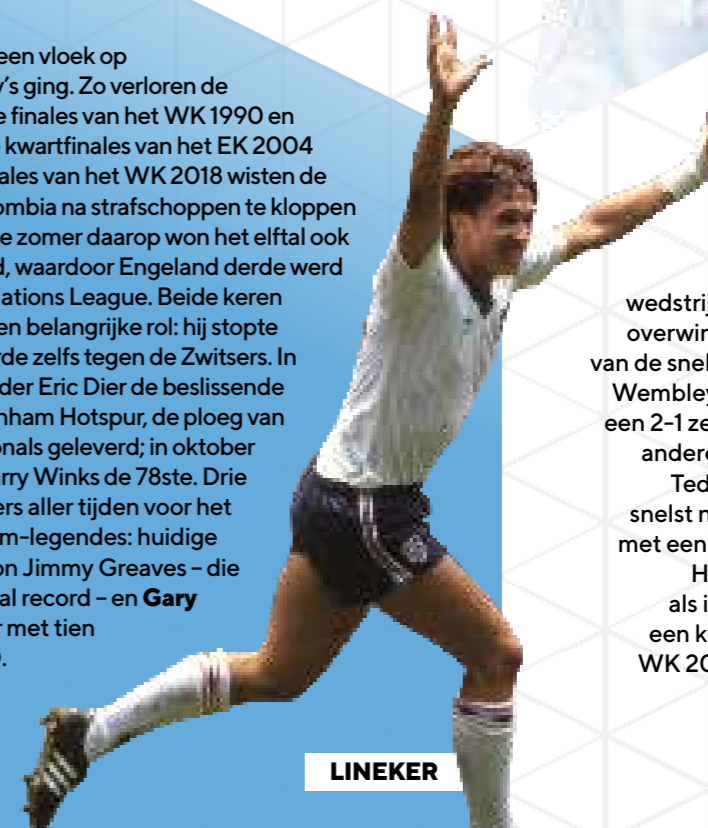 een vloek op
y's ging. Zo verloren de
e finales van het WK 1990 en
kwartfinales van het EK 2004
ales van het WK 2018 wisten de
ombia na strafschoppen te kloppen
e zomer daarop won het elftal ook
d, waardoor Engeland derde werd
ations League. Beide keren
en belangrijke rol: hij stopte
rde zelfs tegen de Zwitsers. In
der Eric Dier de beslissende
nham Hotspur, de ploeg van
onals geleverd; in oktober
arry Winks de 78ste. Drie
ers aller tijden voor het
m-legendes: huidige
on Jimmy Greaves – die
al record – en Gary
r met tien
LINEKER
wedstrij
overwin
van de snel
Wembley
een 2-1 ze
andere
Ted
snelst n
met een
H
als i
een k
WK 20